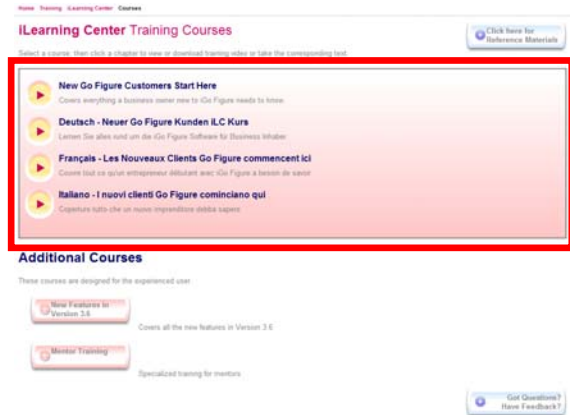 Home Training iLearning Center Courses
iLearning Center Training Courses
Click here for
Reference Materials
Select a course, then click a chapter to view or download training video or take the corresponding test.
New Go Figure Customers Start Here
Covers everything a business owner new to iGo Figure needs to know
Deutsch - Neuer Go Figure Kunden iLC Kurs
Lernen Sie alles rund um die iGo Figure Software für Business Inhaber
Français - Les Nouveaux Clients Go Figure commencent ici
Couvre tout ce qu'un entrepreneur débutant avec iGo Figure a besoin de savoir
Italiano - I nuovi clienti Go Figure cominciano qui
Coperture tutto che un nuovo imprenditore debba sapere
Additional Courses
These courses are designed for the experienced user
New Features in
Version 3.6
Covers all the new features in Version 3.6
Mentor Training
Specialized training for mentors
Got Questions?
Have Feedback?